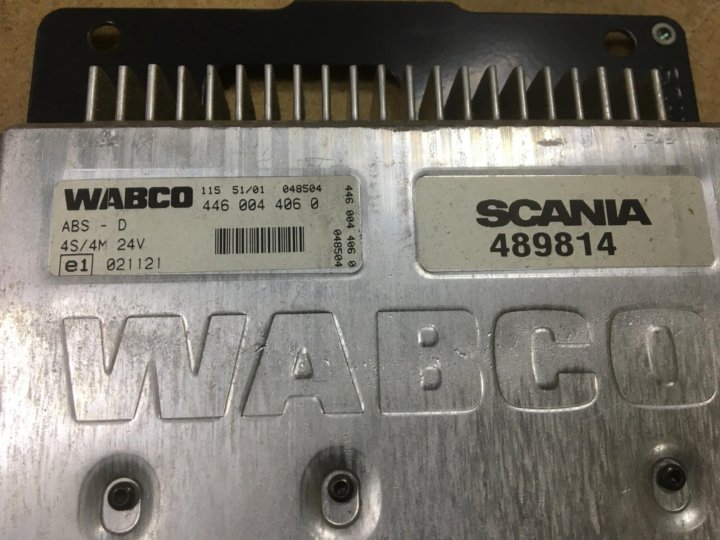 WABCO 115 51/01 048504
446 004 406 0
ABS - D
4S/4M 24V
e1 021121
446 004 406 0
048504
SCANIA
489814
WABCO